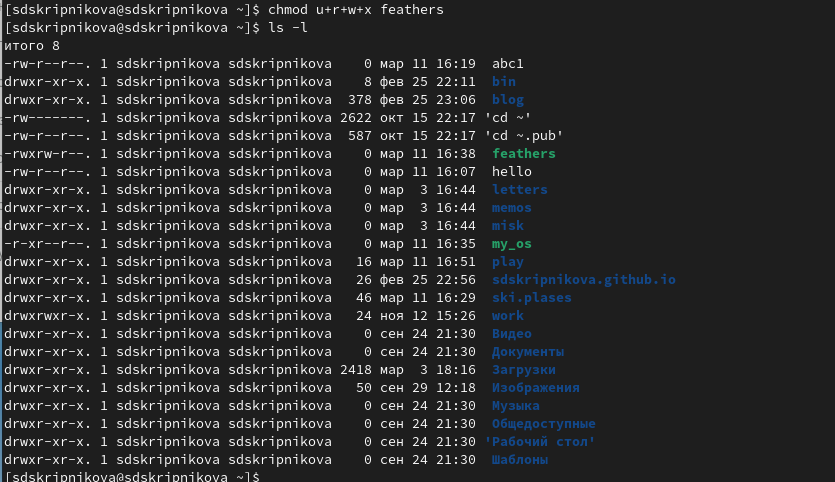 [sdskripnikova@sdskripnikova ~]$ chmod u+r+w+x feathers
[sdskripnikova@sdskripnikova ~]$ ls -l
итого 8
-rw-r--r--. 1 sdskripnikova sdskripnikova    0 мар 11 16:19  abc1
drwxr-xr-x. 1 sdskripnikova sdskripnikova    8 фев 25 22:11  bin
drwxr-xr-x. 1 sdskripnikova sdskripnikova  378 фев 25 23:06  blog
-rw-------. 1 sdskripnikova sdskripnikova 2622 окт 15 22:17 'cd ~'
-rw-r--r--. 1 sdskripnikova sdskripnikova  587 окт 15 22:17 'cd ~.pub'
-rwxrw-r--. 1 sdskripnikova sdskripnikova    0 мар 11 16:38  feathers
-rw-r--r--. 1 sdskripnikova sdskripnikova    0 мар 11 16:07  hello
drwxr-xr-x. 1 sdskripnikova sdskripnikova    0 мар  3 16:44  letters
drwxr-xr-x. 1 sdskripnikova sdskripnikova    0 мар  3 16:44  memos
drwxr-xr-x. 1 sdskripnikova sdskripnikova    0 мар  3 16:44  misk
-r-xr--r--. 1 sdskripnikova sdskripnikova    0 мар 11 16:35  my_os
drwxr-xr-x. 1 sdskripnikova sdskripnikova   16 мар 11 16:51  play
drwxr-xr-x. 1 sdskripnikova sdskripnikova   26 фев 25 22:56  sdskripnikova.github.io
drwxr-xr-x. 1 sdskripnikova sdskripnikova   46 мар 11 16:29  ski.plases
drwxrwxr-x. 1 sdskripnikova sdskripnikova   24 ноя 12 15:26  work
drwxr-xr-x. 1 sdskripnikova sdskripnikova    0 сен 24 21:30  Видео
drwxr-xr-x. 1 sdskripnikova sdskripnikova    0 сен 24 21:30  Документы
drwxr-xr-x. 1 sdskripnikova sdskripnikova 2418 мар  3 18:16  Загрузки
drwxr-xr-x. 1 sdskripnikova sdskripnikova   50 сен 29 12:18  Изображения
drwxr-xr-x. 1 sdskripnikova sdskripnikova    0 сен 24 21:30  Музыка
drwxr-xr-x. 1 sdskripnikova sdskripnikova    0 сен 24 21:30  Общедоступные
drwxr-xr-x. 1 sdskripnikova sdskripnikova    0 сен 24 21:30 'Рабочий стол'
drwxr-xr-x. 1 sdskripnikova sdskripnikova    0 сен 24 21:30  Шаблоны
[sdskripnikova@sdskripnikova ~]$